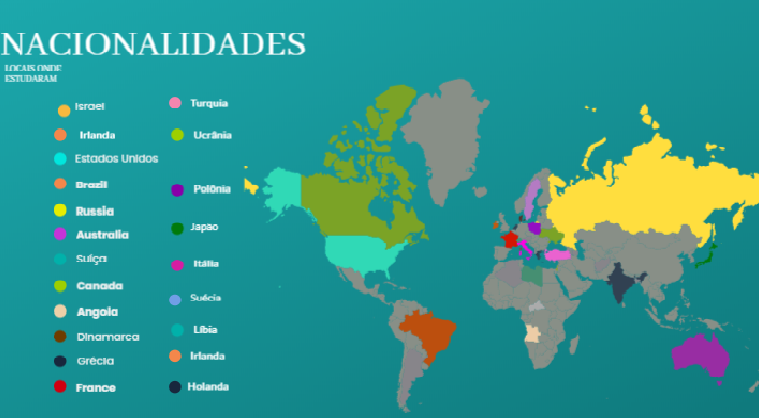 NACIONALIDADES
LOCAIS ONDE
ESTUDARAM
Israel
Irlanda
Estados Unidos
Brazil
Russia
Australia
Suiça
Canada
Angola
Dinamarca
Grécia
France
Turquia
Ucrânia
Polônia
Japão
Itália
Suécia
Líbia
Irlanda
Holanda